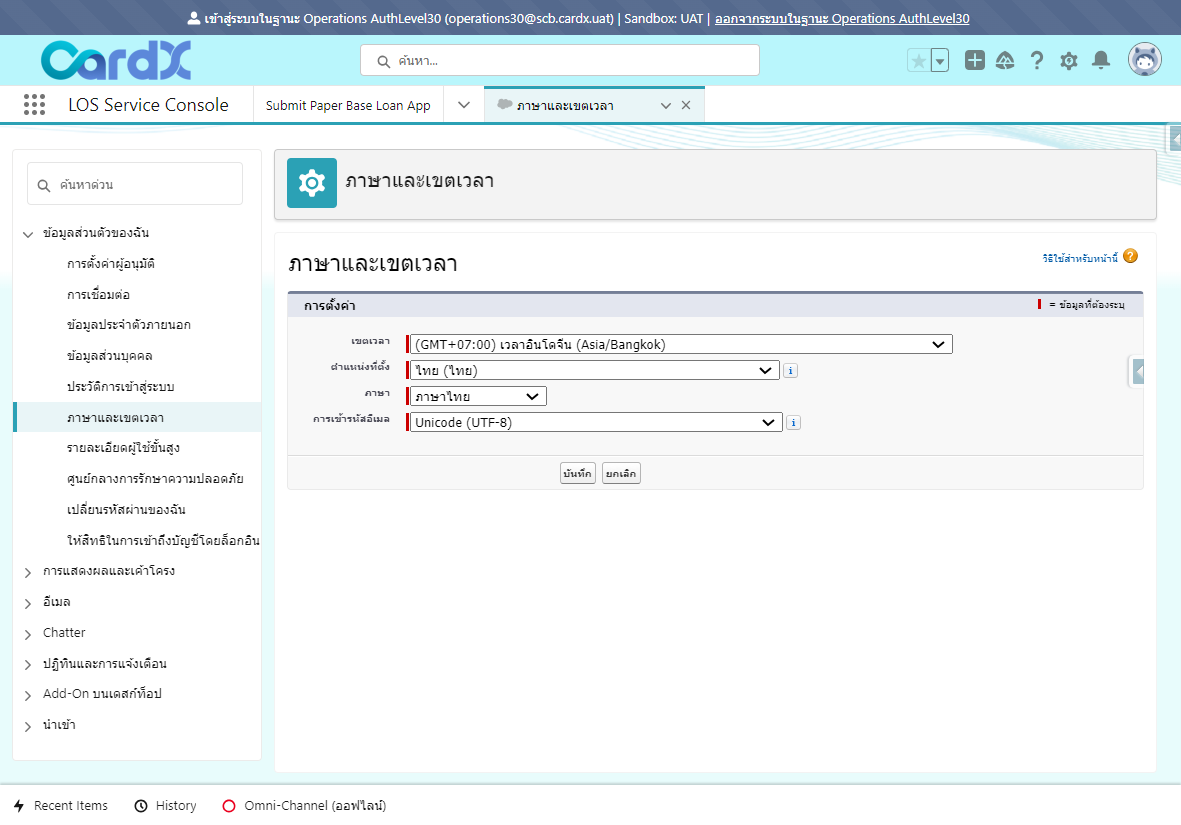 เข้าสู่ระบบในฐานะ Operations AuthLevel30 (operations30@scb.cardx.uat) | Sandbox: UAT | ออกจากระบบในฐานะ Operations AuthLevel30
CardX
ค้นหา...
LOS Service Console
Submit Paper Base Loan App
ภาษาและเขตเวลา
ค้นหาด่วน
ข้อมูลส่วนตัวของฉัน
การตั้งค่าผู้อนุมัติ
การเชื่อมต่อ
ข้อมูลประจำตัวภายนอก
ข้อมูลส่วนบุคคล
ประวัติการเข้าสู่ระบบ
ภาษาและเขตเวลา
รายละเอียดผู้ใช้ขั้นสูง
ศูนย์กลางการรักษาความปลอดภัย
เปลี่ยนรหัสผ่านของฉัน
ให้สิทธิในการเข้าถึงบัญชีโดยล็อกอิน
การแสดงผลและเค้าโครง
อีเมล
Chatter
ปฏิทินและการแจ้งเตือน
Add-On บนเดสก์ท็อป
นำเข้า
ภาษาและเขตเวลา
ภาษาและเขตเวลา
วิธีใช้สำหรับหน้านี้ ?
การตั้งค่า
= ข้อมูลที่ต้องระบุ
เขตเวลา (GMT+07:00) เวลาอินโดจีน (Asia/Bangkok)
ตำแหน่งที่ตั้ง ไทย (ไทย) i
ภาษา ภาษาไทย
การเข้ารหัสอีเมล Unicode (UTF-8) i
บันทึก ยกเลิก
Recent Items
History
Omni-Channel (ออฟไลน์)